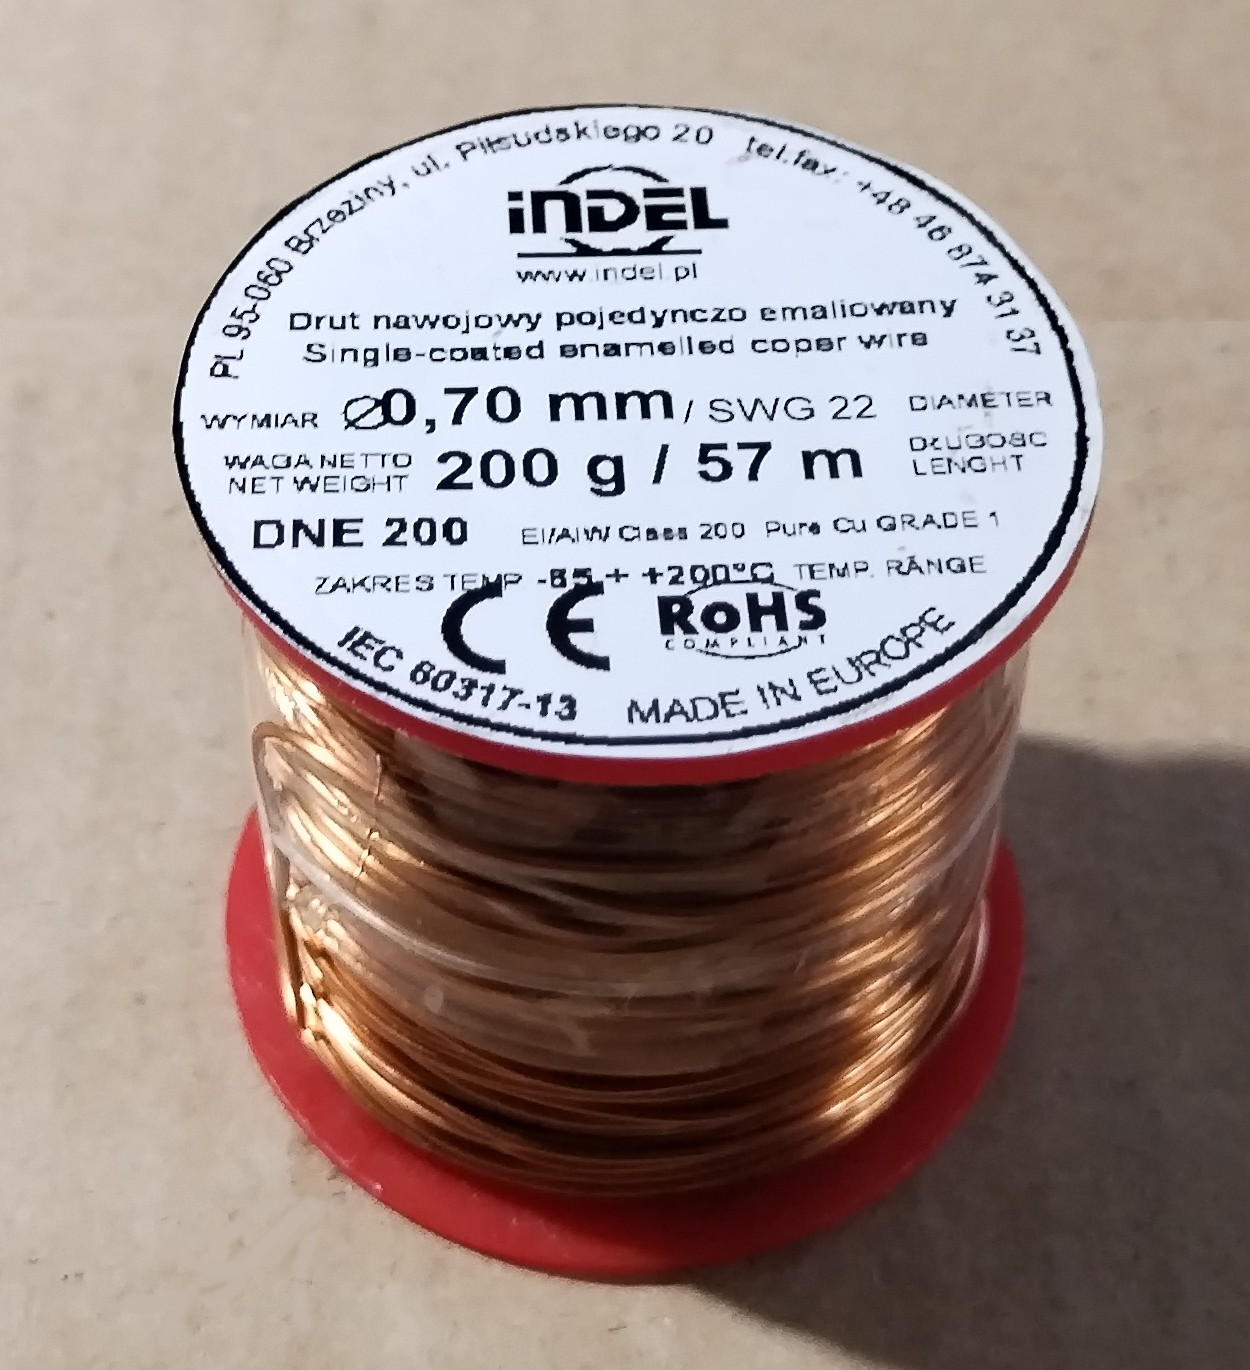 PL 95-060 Brzeziny, ul. Piłsudskiego 20 tel.fax: +48 46 874 31 37
iNDEL
www.indel.pl
Drut nawojowy pojedynczo emaliowany
Single-coated enamelled coper wire
WYMIAR Ø0,70 mm / SWG 22 DIAMETER
WAGA NETTO
NET WEIGHT
200 g / 57 m
DŁUGOŚĆ
LENGHT
DNE 200 EI/AIW Class 200 Pure Cu GRADE 1
ZAKRES TEMP -65 ÷ +200°C TEMP. RANGE
CE RoHS
COMPLIANT
IEC 60317-13 MADE IN EUROPE